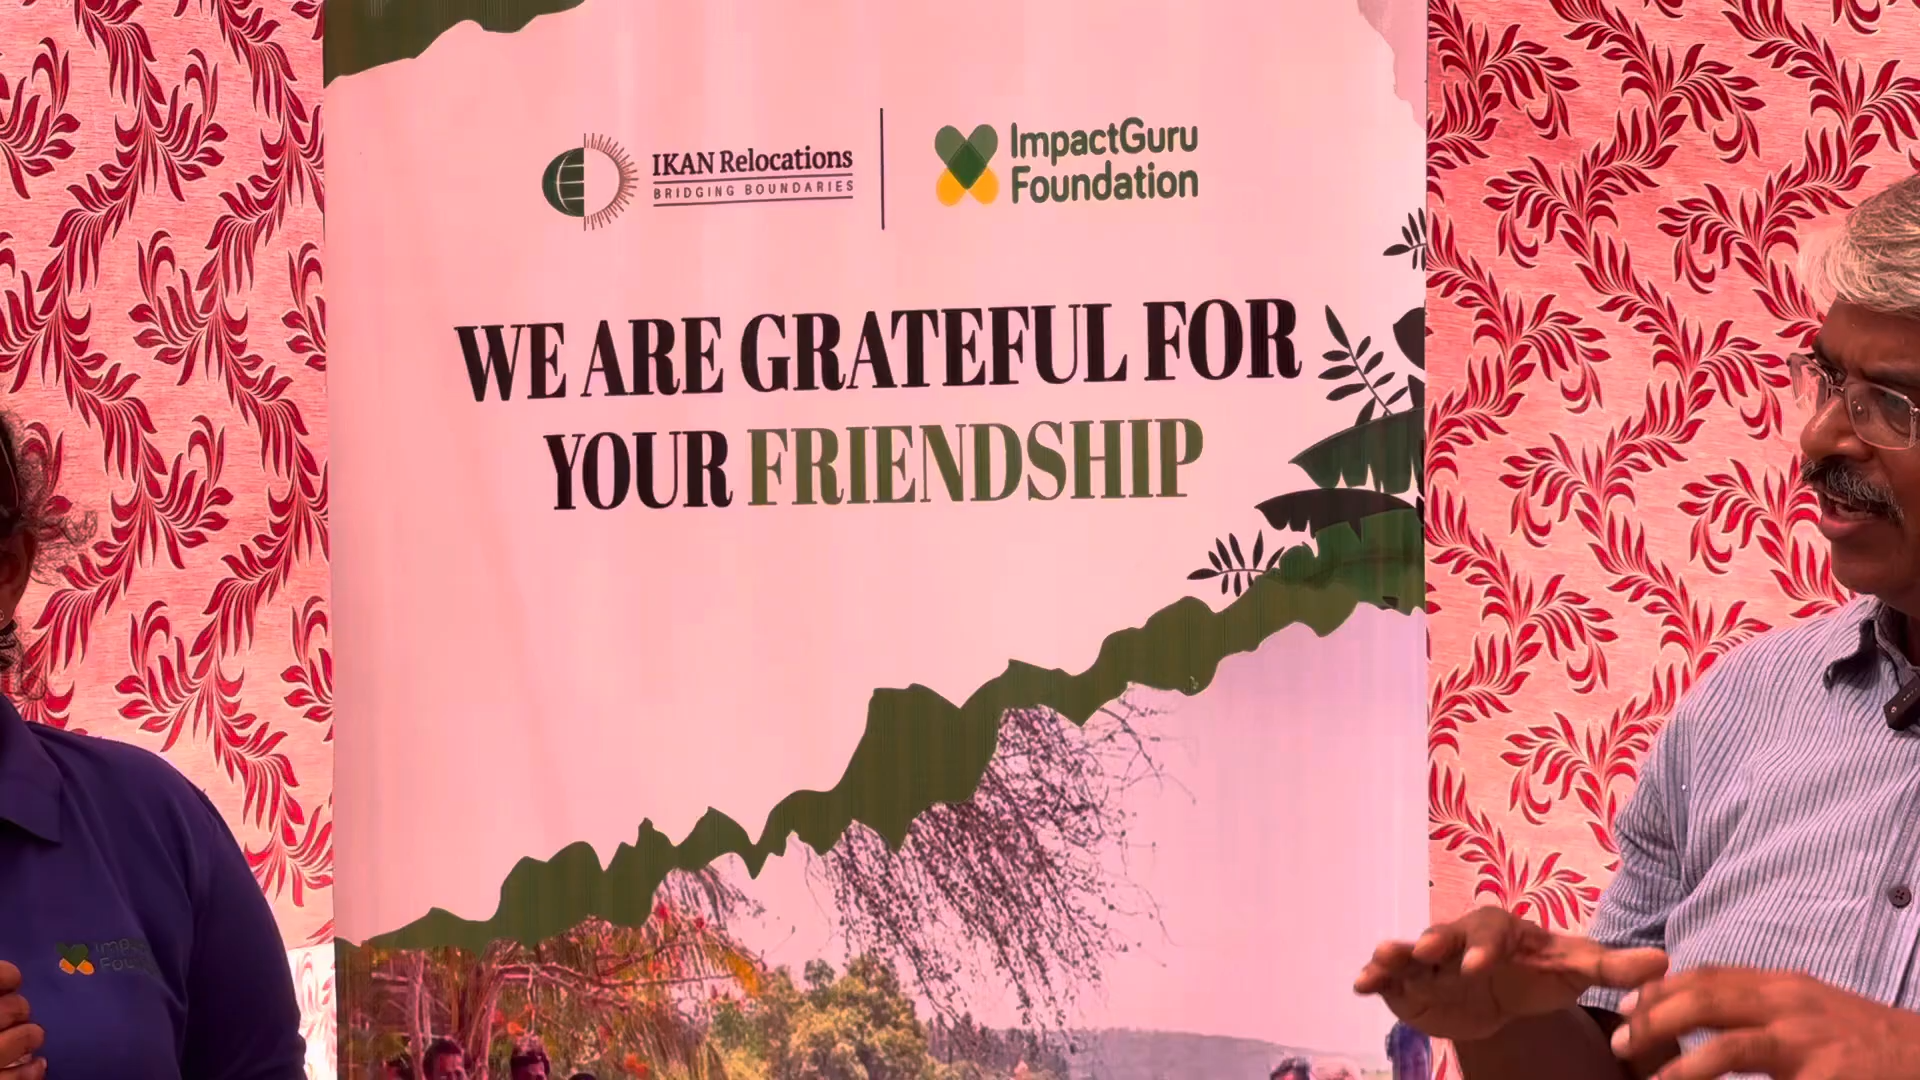 IKAN Relocations
BRIDGING BOUNDARIES
ImpactGuru
Foundation
WE ARE GRATEFUL FOR
YOUR FRIENDSHIP